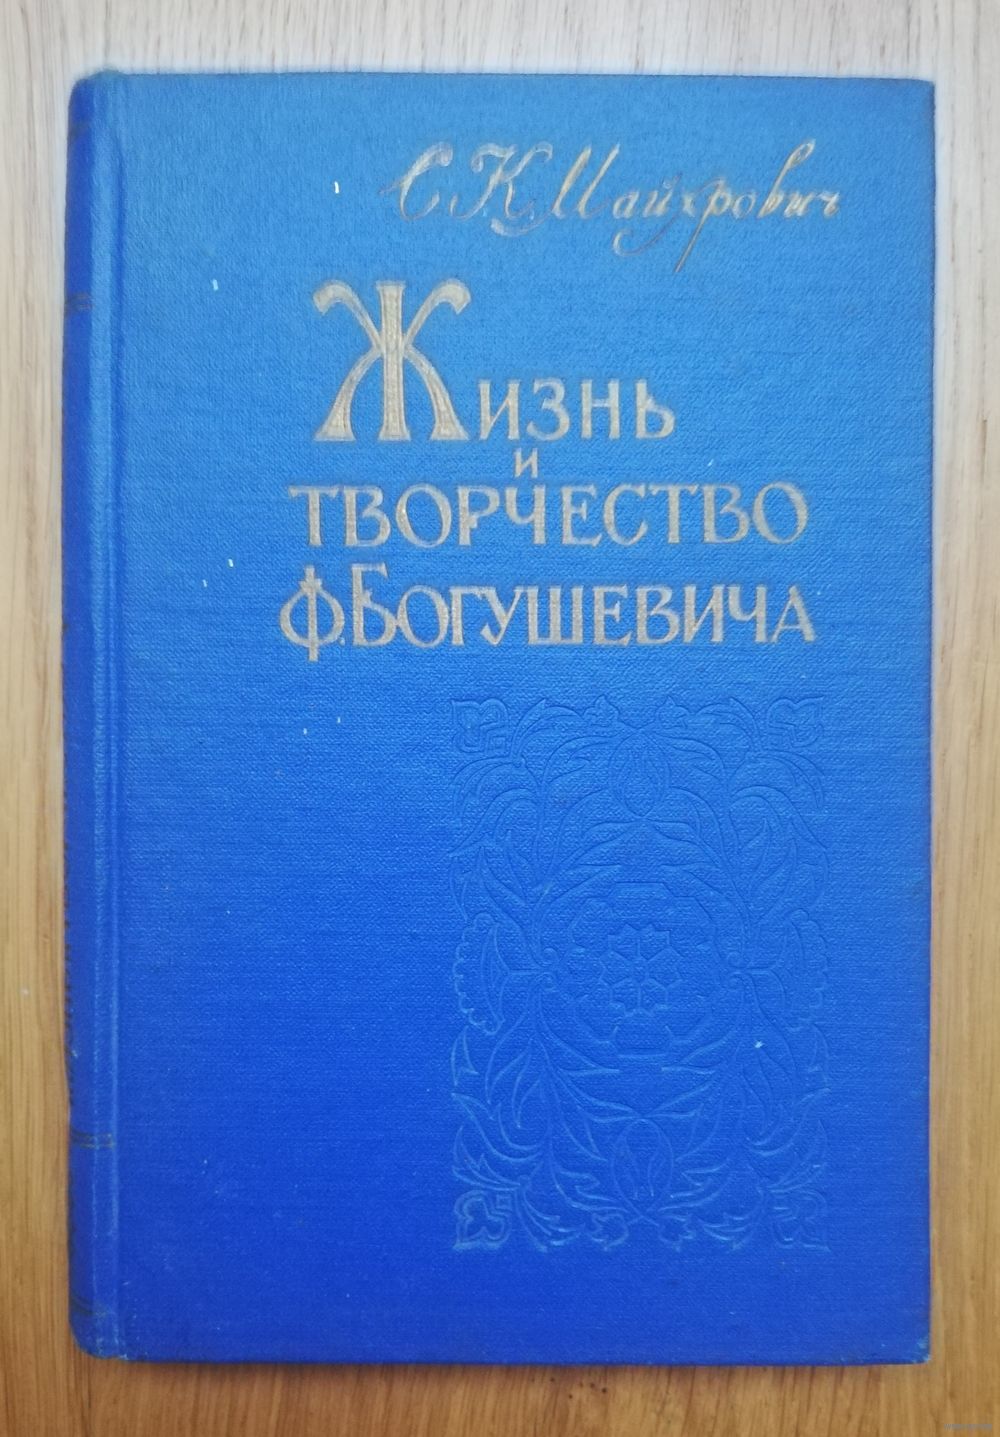 С. К. Майхрович
Жизнь
и
творчество
Ф. Богушевича